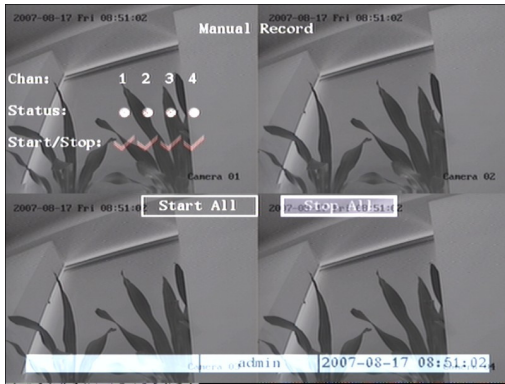 2007-08-17 Fri 08:51:02
2007-08-17 Fri 08:51:02
Manual Record
Chan: 1 2 3 4
Status:
Start/Stop:
Camera 01
Camera 02
2007-08-17 Fri 08:51:02
Start All
Stop All
admin
2007-08-17 08:51:02